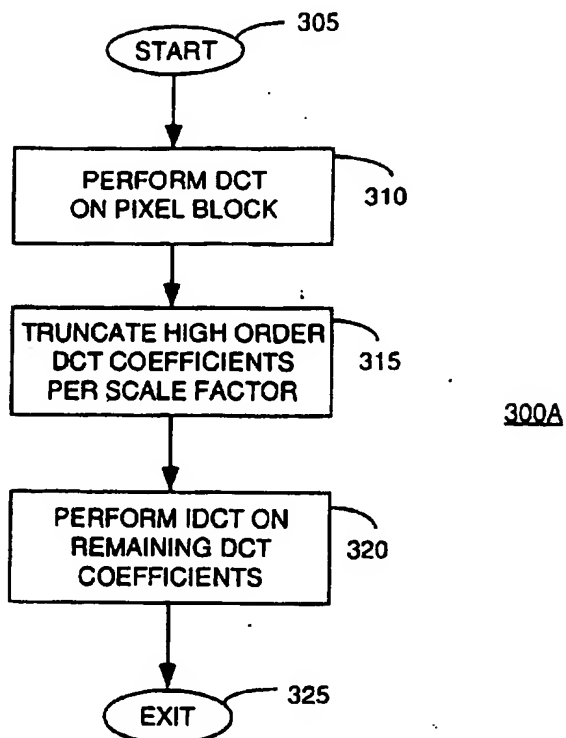 305
START
PERFORM DCT
ON PIXEL BLOCK
310
TRUNCATE HIGH ORDER
DCT COEFFICIENTS
PER SCALE FACTOR
315
300A
PERFORM IDCT ON
REMAINING DCT
COEFFICIENTS
320
325
EXIT